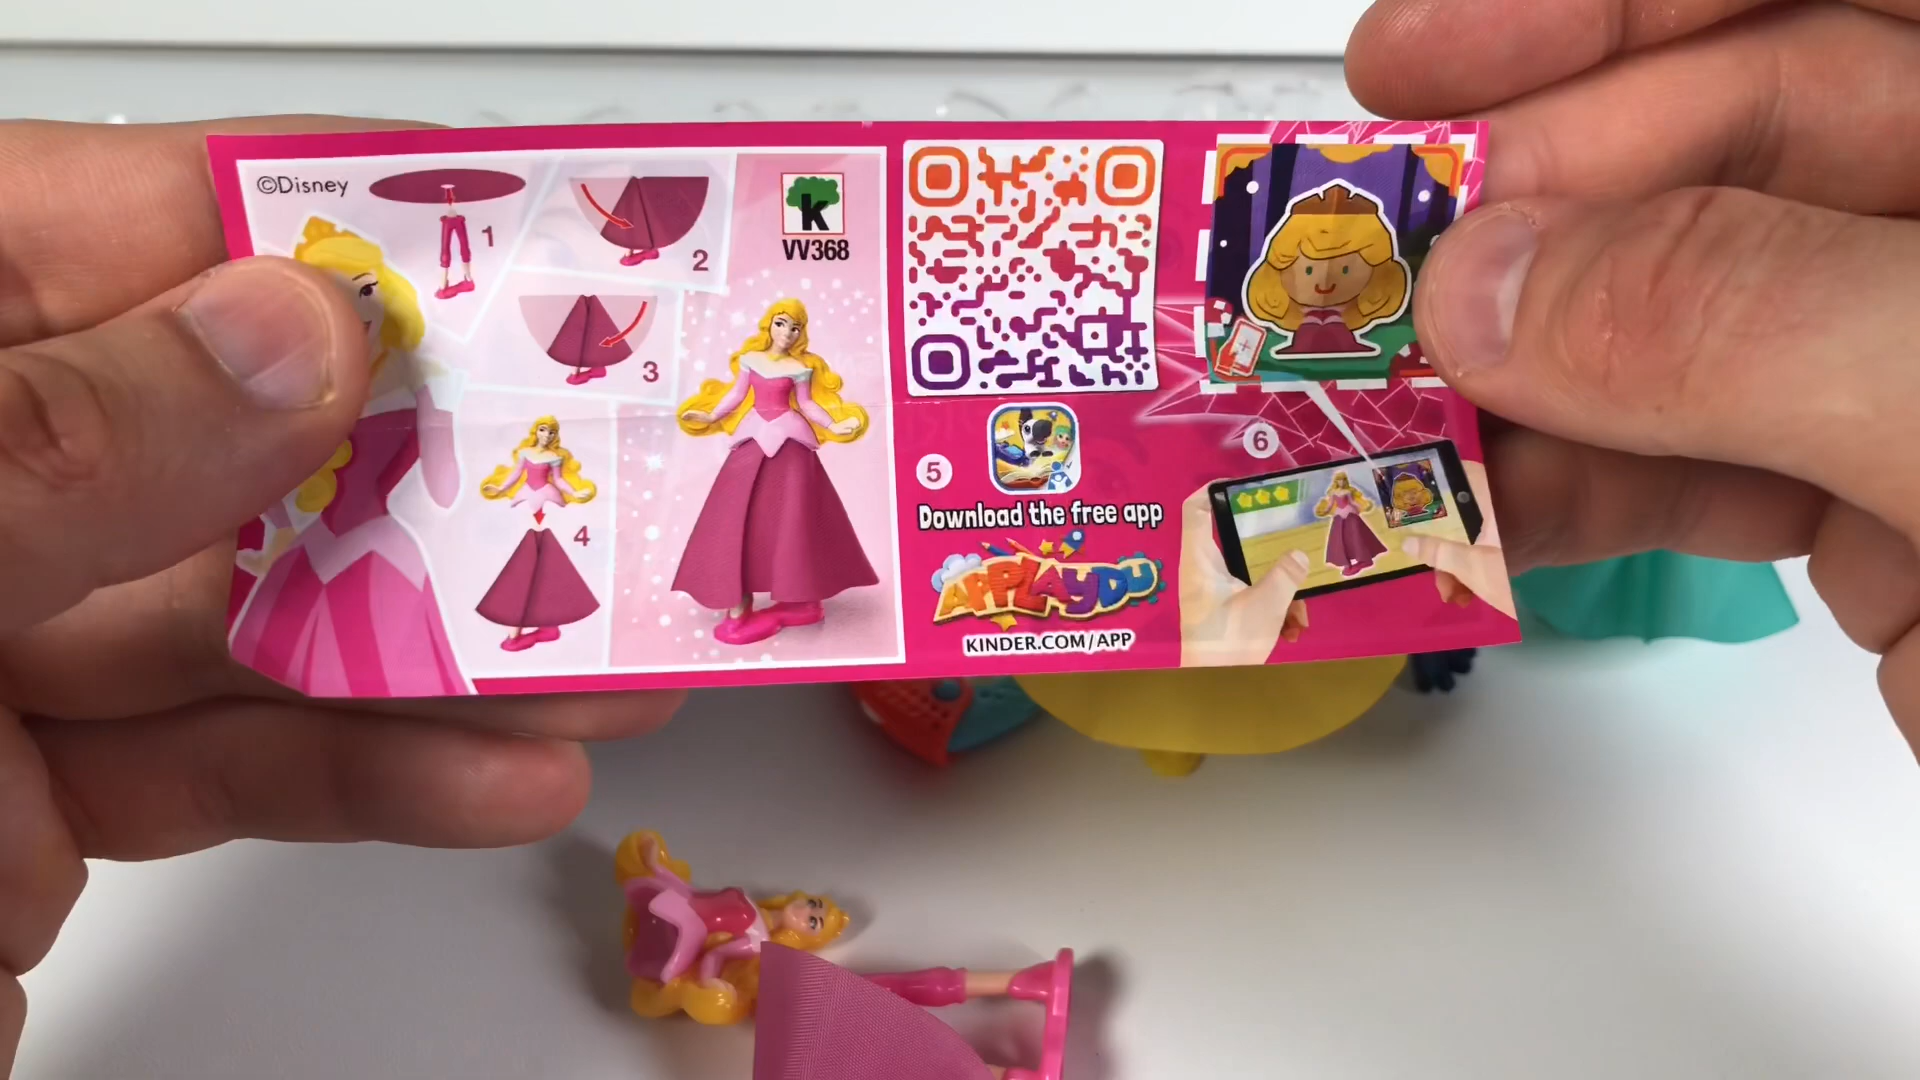 ©Disney
1
2
3
4
k
VV368
5
Download the free app
APPLAYDU
KINDER.COM/APP
6